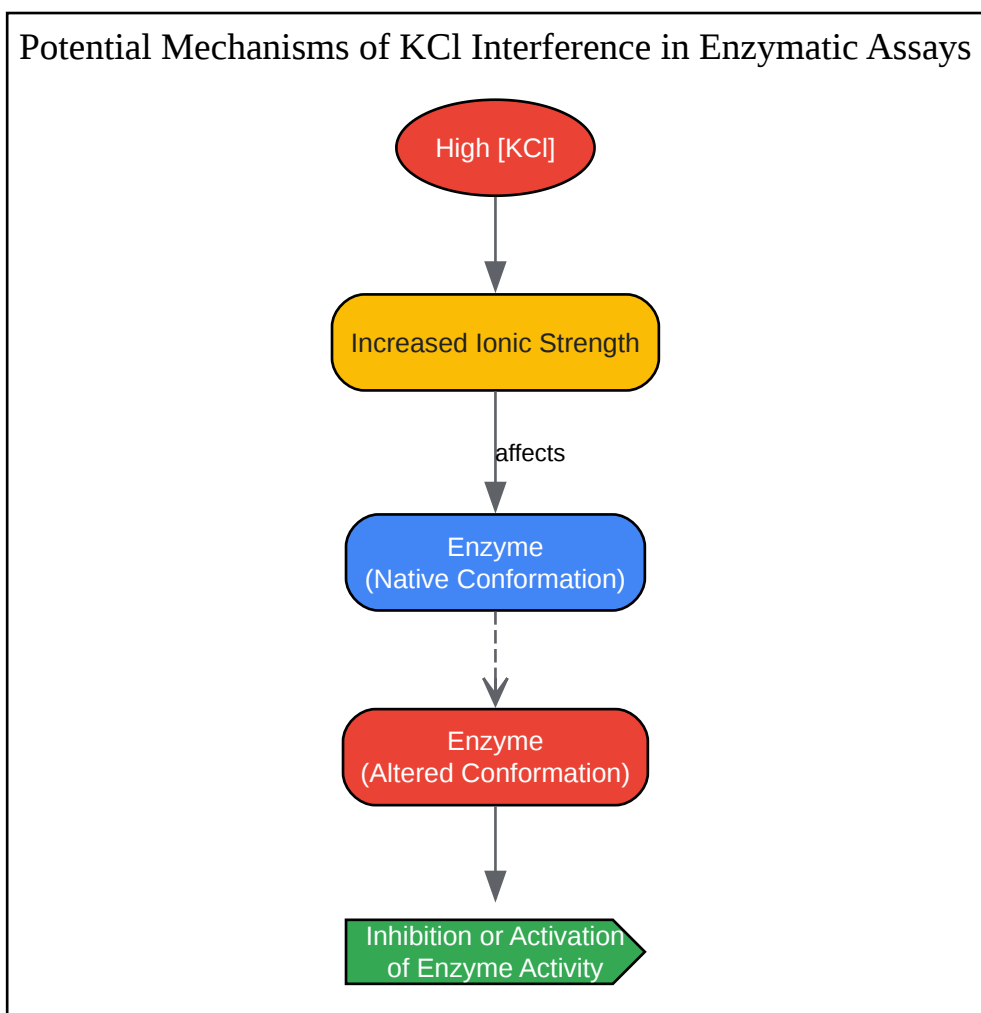 Potential Mechanisms of KCl Interference in Enzymatic Assays
High [KCl]
Increased Ionic Strength
affects
Enzyme
(Native Conformation)
Enzyme
(Altered Conformation)
Inhibition or Activation
of Enzyme Activity